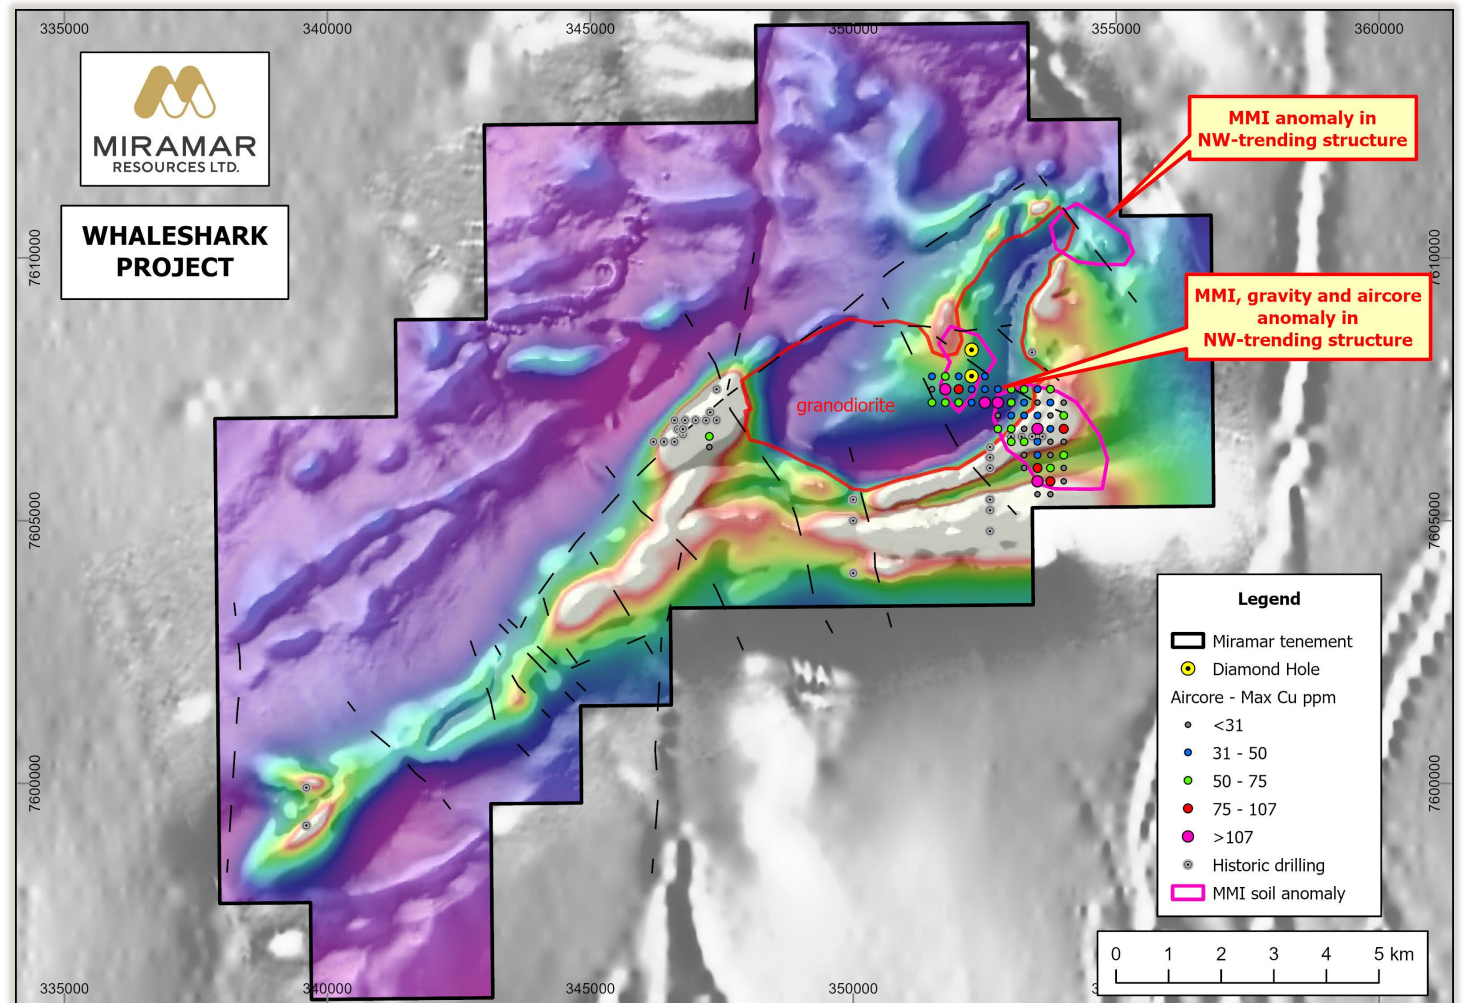 335000
340000
345000
350000
355000
360000
MIRAMAR
RESOURCES LTD.
WHALESHARK
PROJECT
MMI anomaly in
NW-trending structure
7610000
7610000
MMI, gravity and aircore
anomaly in
NW-trending structure
granodiorite
7605000
7605000
Legend
Miramar tenement
Diamond Hole
Aircore - Max Cu ppm
<31
31 - 50
50 - 75
75 - 107
>107
Historic drilling
MMI soil anomaly
7600000
7600000
0 1 2 3 4 5 km
335000
340000
345000
350000